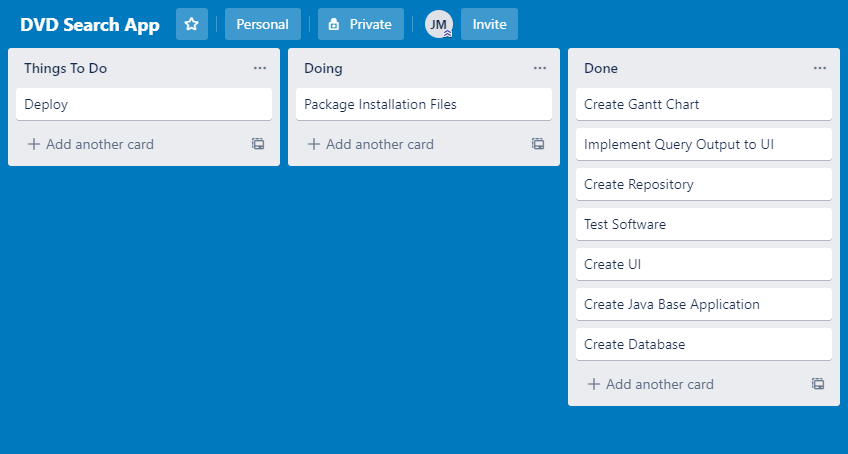 DVD Search App
Personal
Private
JM
Invite
Things To Do
Deploy
Add another card
Doing
Package Installation Files
Add another card
Done
Create Gantt Chart
Implement Query Output to UI
Create Repository
Test Software
Create UI
Create Java Base Application
Create Database
Add another card